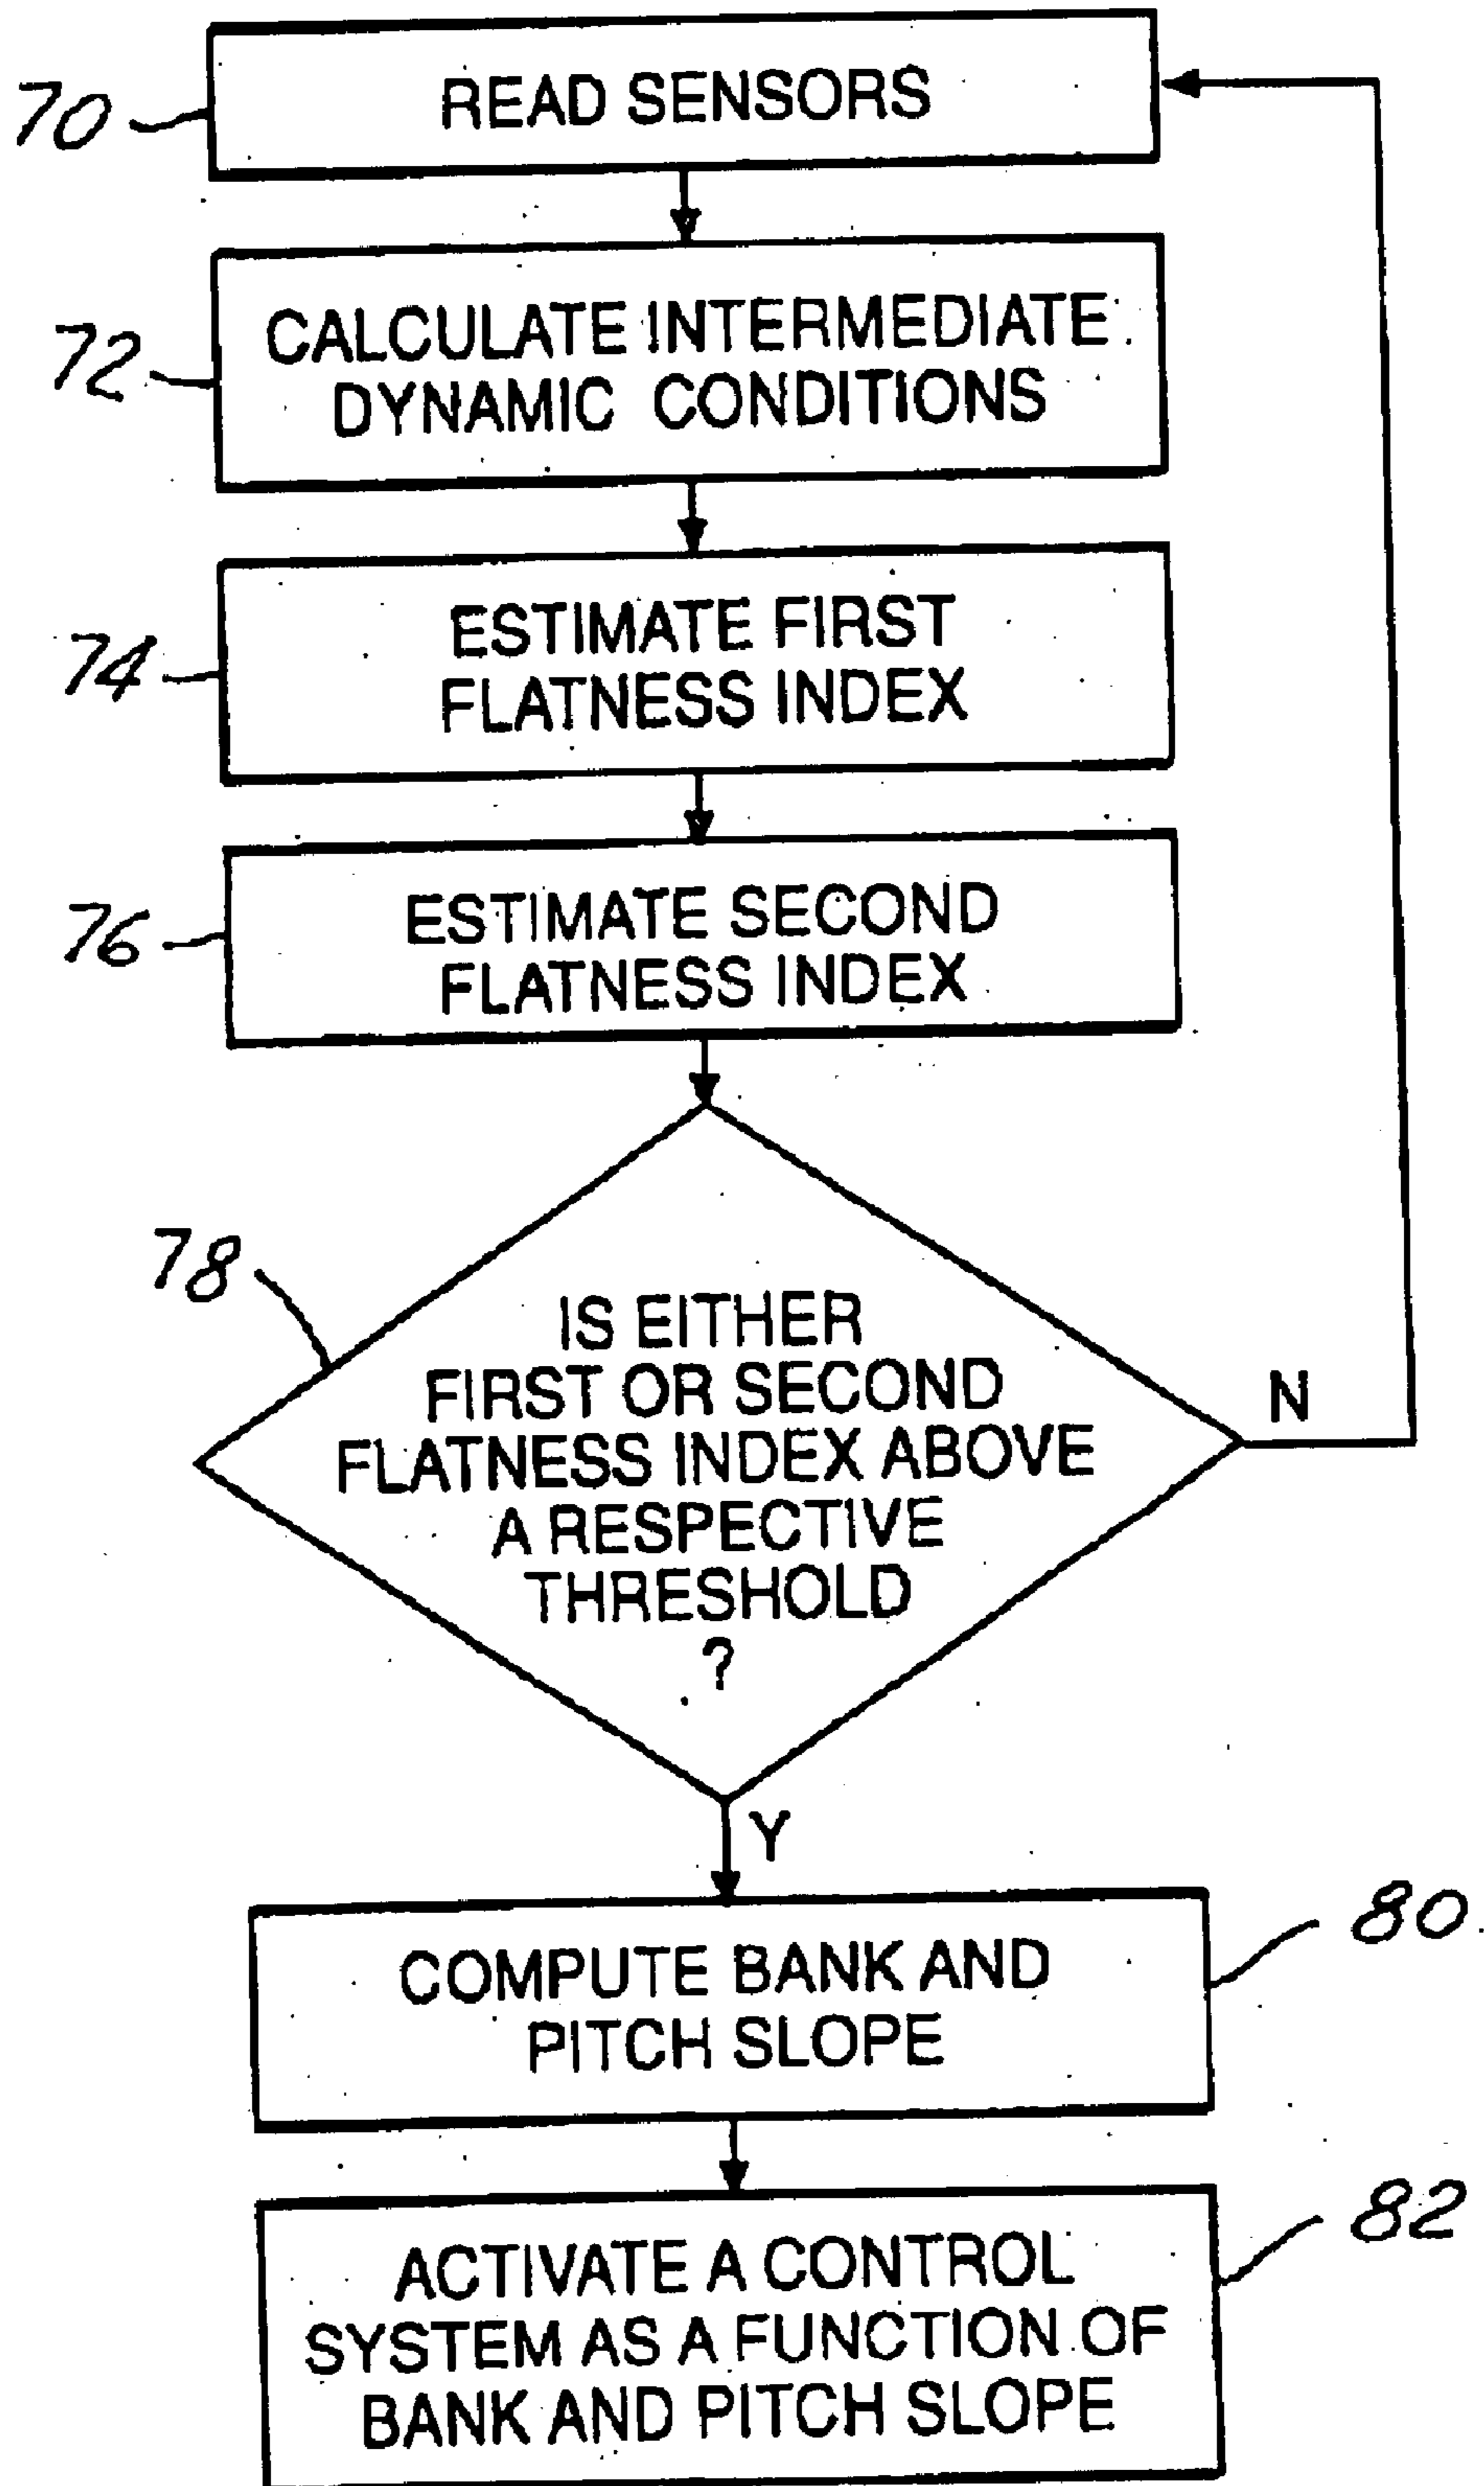 70
READ SENSORS
72
CALCULATE INTERMEDIATE
DYNAMIC CONDITIONS
74
ESTIMATE FIRST
FLATNESS INDEX
76
ESTIMATE SECOND
FLATNESS INDEX
78
IS EITHER
FIRST OR SECOND
FLATNESS INDEX ABOVE
A RESPECTIVE
THRESHOLD
?
N
Y
COMPUTE BANK AND
PITCH SLOPE
80
ACTIVATE A CONTROL
SYSTEM AS A FUNCTION OF
BANK AND PITCH SLOPE
82